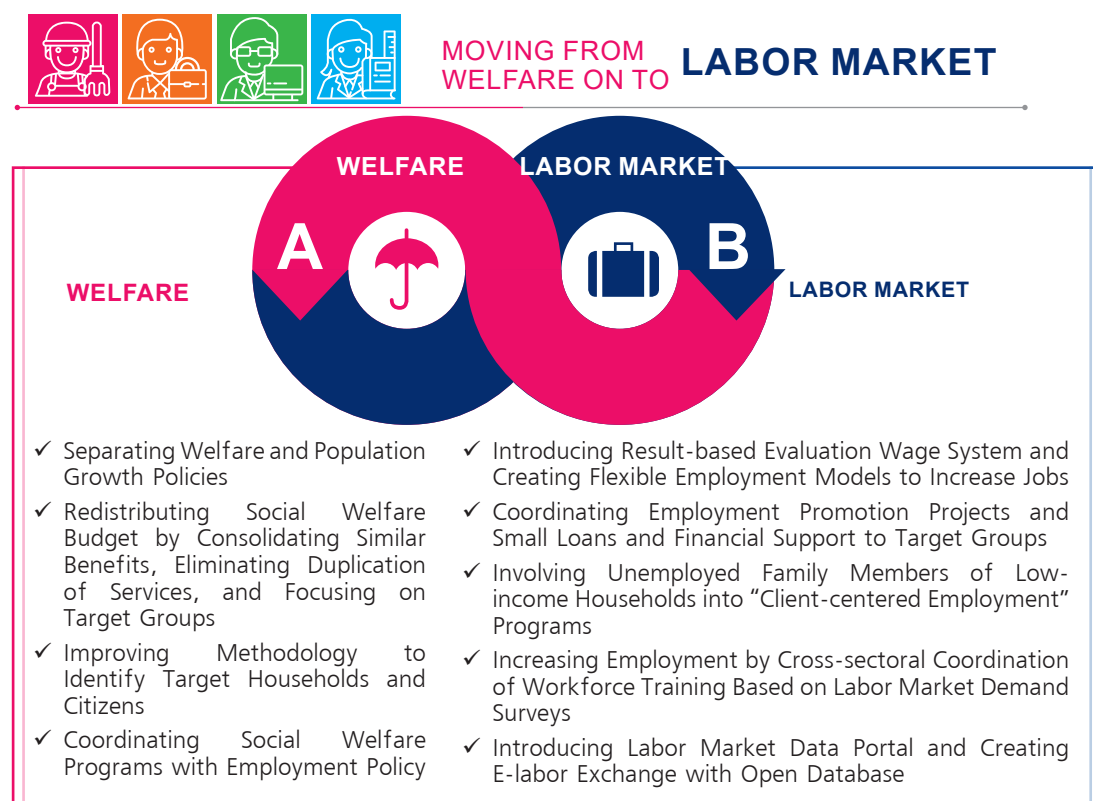 MOVING FROM
WELFARE ON TO
LABOR MARKET
WELFARE
LABOR MARKET
A
B
WELFARE
LABOR MARKET
✓ Separating Welfare and Population
Growth Policies
✓ Redistributing Social Welfare
Budget by Consolidating Similar
Benefits, Eliminating Duplication
of Services, and Focusing on
Target Groups
✓ Improving Methodology to
Identify Target Households and
Citizens
✓ Coordinating Social Welfare
Programs with Employment Policy
✓ Introducing Result-based Evaluation Wage System and
Creating Flexible Employment Models to Increase Jobs
✓ Coordinating Employment Promotion Projects and
Small Loans and Financial Support to Target Groups
✓ Involving Unemployed Family Members of Low-
income Households into “Client-centered Employment”
Programs
✓ Increasing Employment by Cross-sectoral Coordination
of Workforce Training Based on Labor Market Demand
Surveys
✓ Introducing Labor Market Data Portal and Creating
E-labor Exchange with Open Database